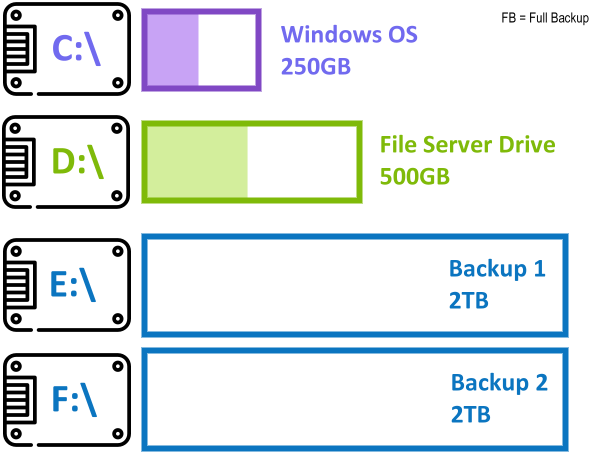 FB = Full Backup
C:\
Windows OS
250GB
D:\
File Server Drive
500GB
E:\
Backup 1
2TB
F:\
Backup 2
2TB